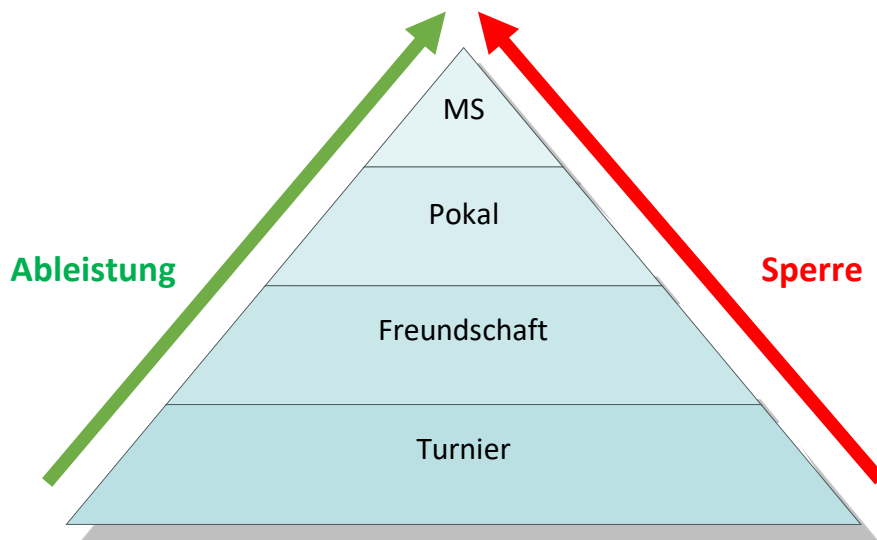 MS
Pokal
Ableistung
Sperre
Freundschaft
Turnier